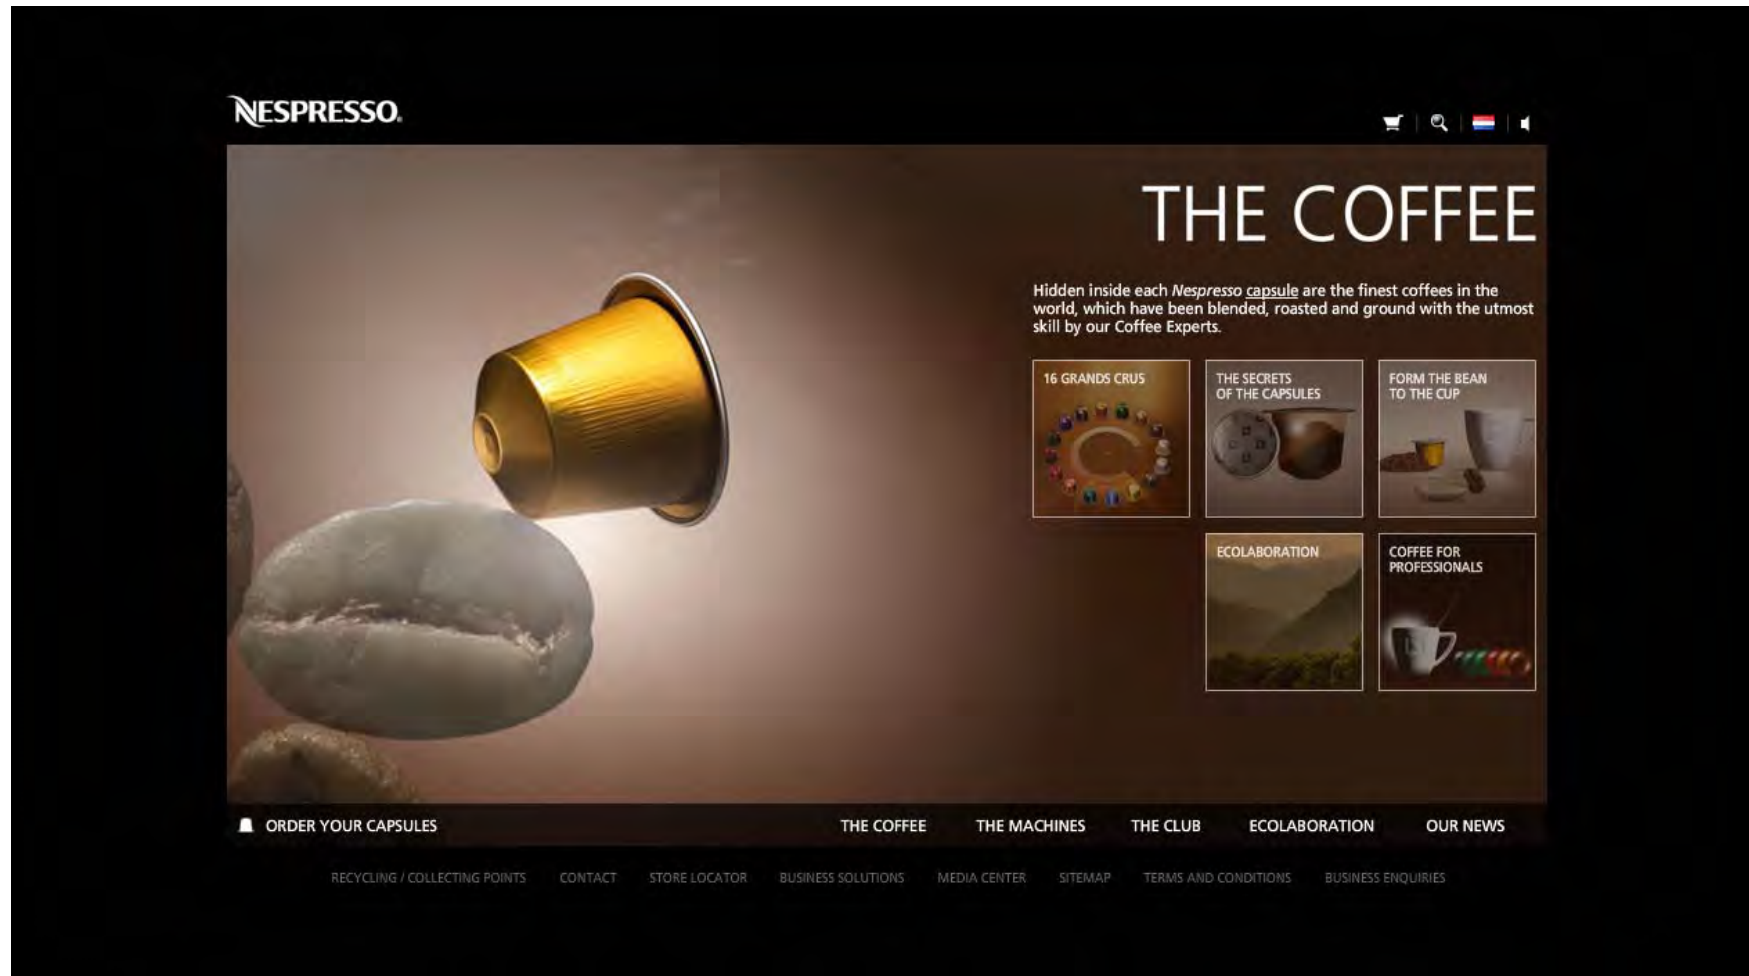 NESPRESSO.
THE COFFEE
Hidden inside each Nespresso capsule are the finest coffees in the
world, which have been blended, roasted and ground with the utmost
skill by our Coffee Experts.
16 GRANDS CRUS
THE SECRETS
OF THE CAPSULES
FORM THE BEAN
TO THE CUP
ECOLABORATION
COFFEE FOR
PROFESSIONALS
ORDER YOUR CAPSULES
THE COFFEE
THE MACHINES
THE CLUB
ECOLABORATION
OUR NEWS
RECYCLING / COLLECTING POINTS
CONTACT
STORE LOCATOR
BUSINESS SOLUTIONS
MEDIA CENTER
SITEMAP
TERMS AND CONDITIONS
BUSINESS ENQUIRIES